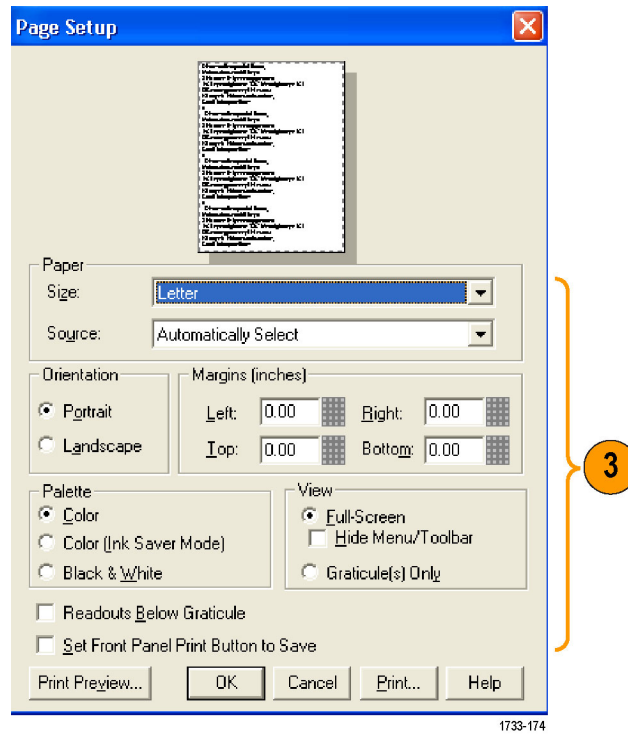 Page Setup
Paper
Size: Letter
Source: Automatically Select
Orientation
Portrait
Landscape
Margins (inches)
Left: 0.00 Right: 0.00
Top: 0.00 Bottom: 0.00
3
Palette
Color
Color (Ink Saver Mode)
Black & White
View
Full-Screen
Hide Menu/Toolbar
Graticule(s) Only
Readouts Below Graticule
Set Front Panel Print Button to Save
Print Preview... OK Cancel Print... Help
1733-174